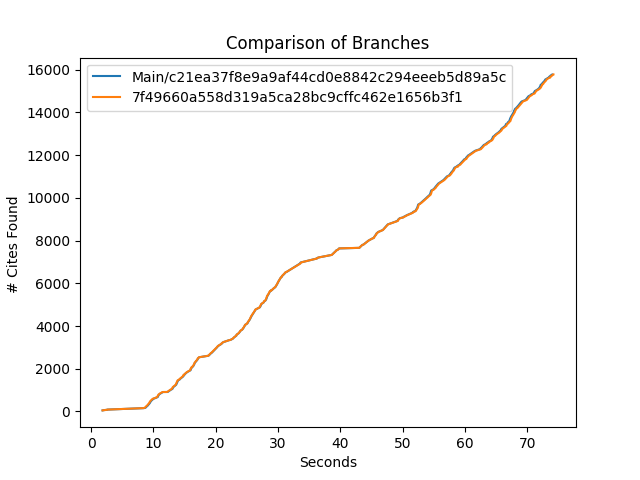 Comparison of Branches
Main/c21ea37f8e9a9af44cd0e8842c294eeeb5d89a5c
7f49660a558d319a5ca28bc9cffc462e1656b3f1
16000
14000
12000
10000
8000
6000
4000
2000
0
# Cites Found
0 10 20 30 40 50 60 70
Seconds